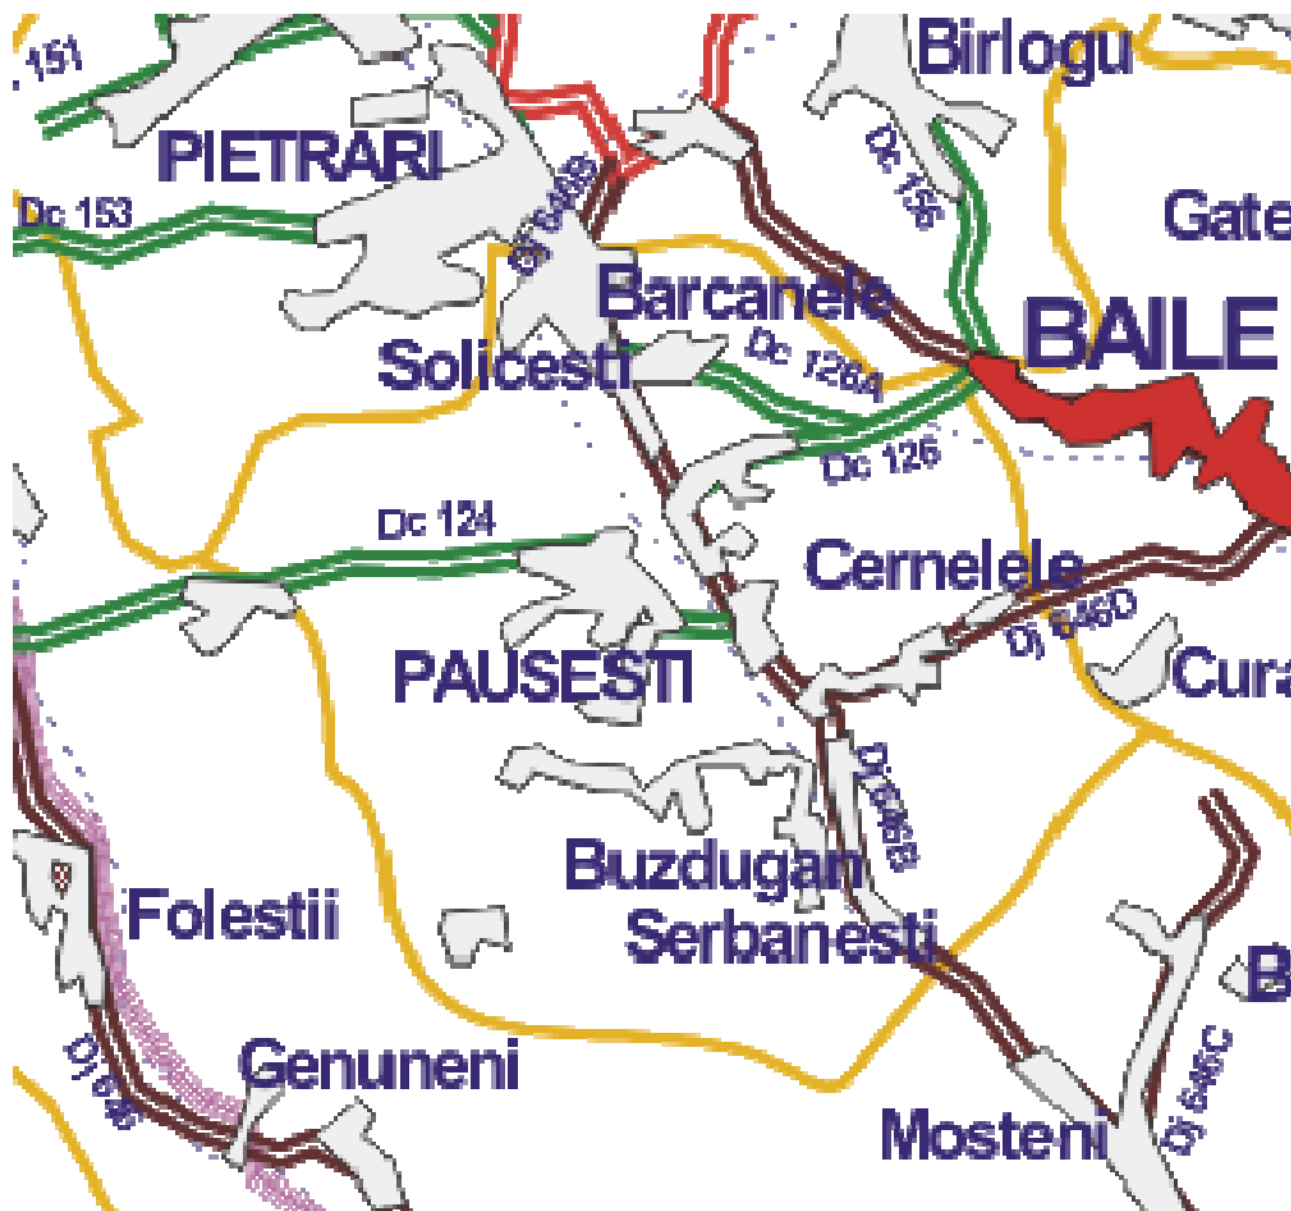 Birlogu
151
PIETRARI
Dc 156
Dc 153
Dj 646B
Gate
Barcanele
BAILE
Solicesti
Dc 126A
Dc 126
Dc 124
Cernelele
Dj 646D
PAUSESTI
Cura
Dj 646B
Buzdugan
Folestii
Serbanesti
B
Genuneni
Dj 646
Dj 646C
Mosteni